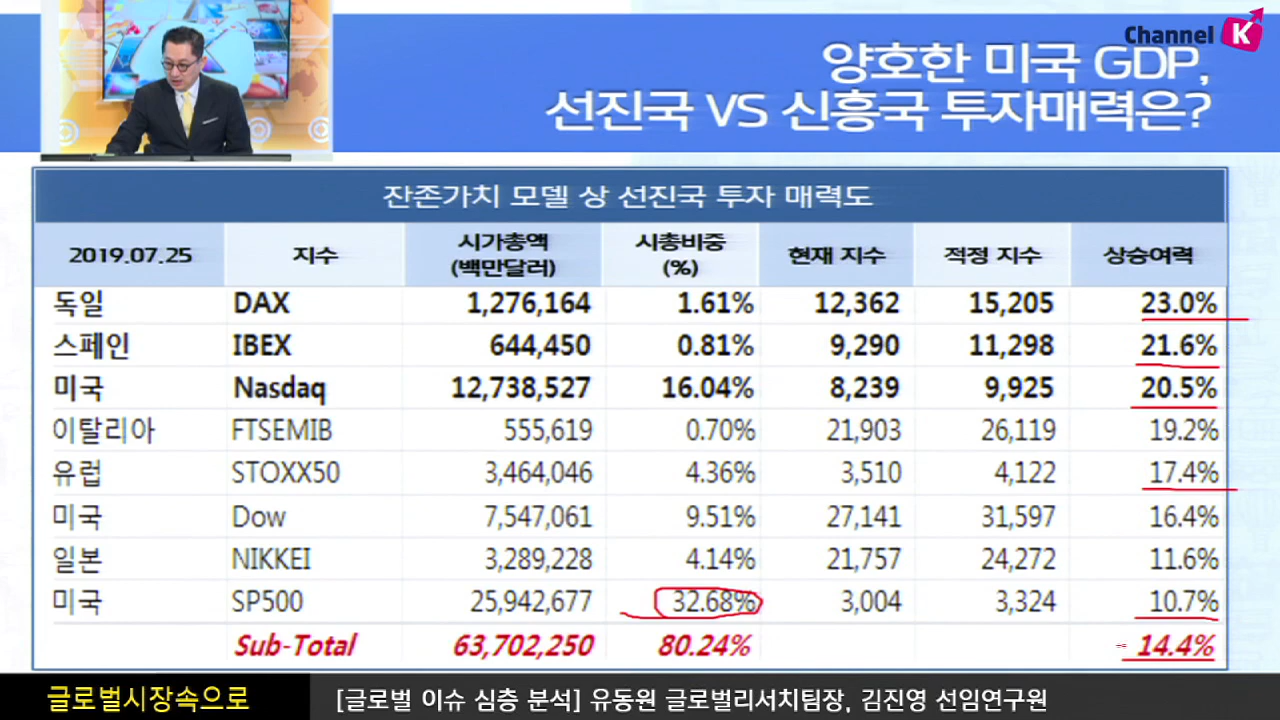 Channel K
양호한 미국 GDP,
선진국 VS 신흥국 투자매력은?
잔존가치 모델 상 선진국 투자 매력도
2019.07.25 지수 시가총액 (백만달러) 시총비중 (%) 현재 지수 적정 지수 상승여력
독일 DAX 1,276,164 1.61% 12,362 15,205 23.0%
스페인 IBEX 644,450 0.81% 9,290 11,298 21.6%
미국 Nasdaq 12,738,527 16.04% 8,239 9,925 20.5%
이탈리아 FTSEMIB 555,619 0.70% 21,903 26,119 19.2%
유럽 STOXX50 3,464,046 4.36% 3,510 4,122 17.4%
미국 Dow 7,547,061 9.51% 27,141 31,597 16.4%
일본 NIKKEI 3,289,228 4.14% 21,757 24,272 11.6%
미국 SP500 25,942,677 32.68% 3,004 3,324 10.7%
Sub-Total 63,702,250 80.24% 14.4%
글로벌시장속으로
[글로벌 이슈 심층 분석] 유동원 글로벌리서치팀장, 김진영 선임연구원